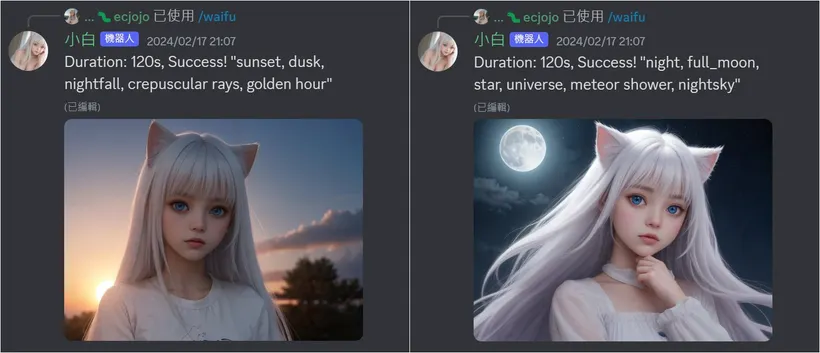 ... ecjojo 已使用 /waifu
小白 機器人 2024/02/17 21:07
Duration: 120s, Success! "sunset, dusk,
nightfall, crepuscular rays, golden hour"
(已編輯)
... ecjojo 已使用 /waifu
小白 機器人 2024/02/17 21:07
Duration: 120s, Success! "night, full_moon,
star, universe, meteor shower, nightsky"
(已編輯)